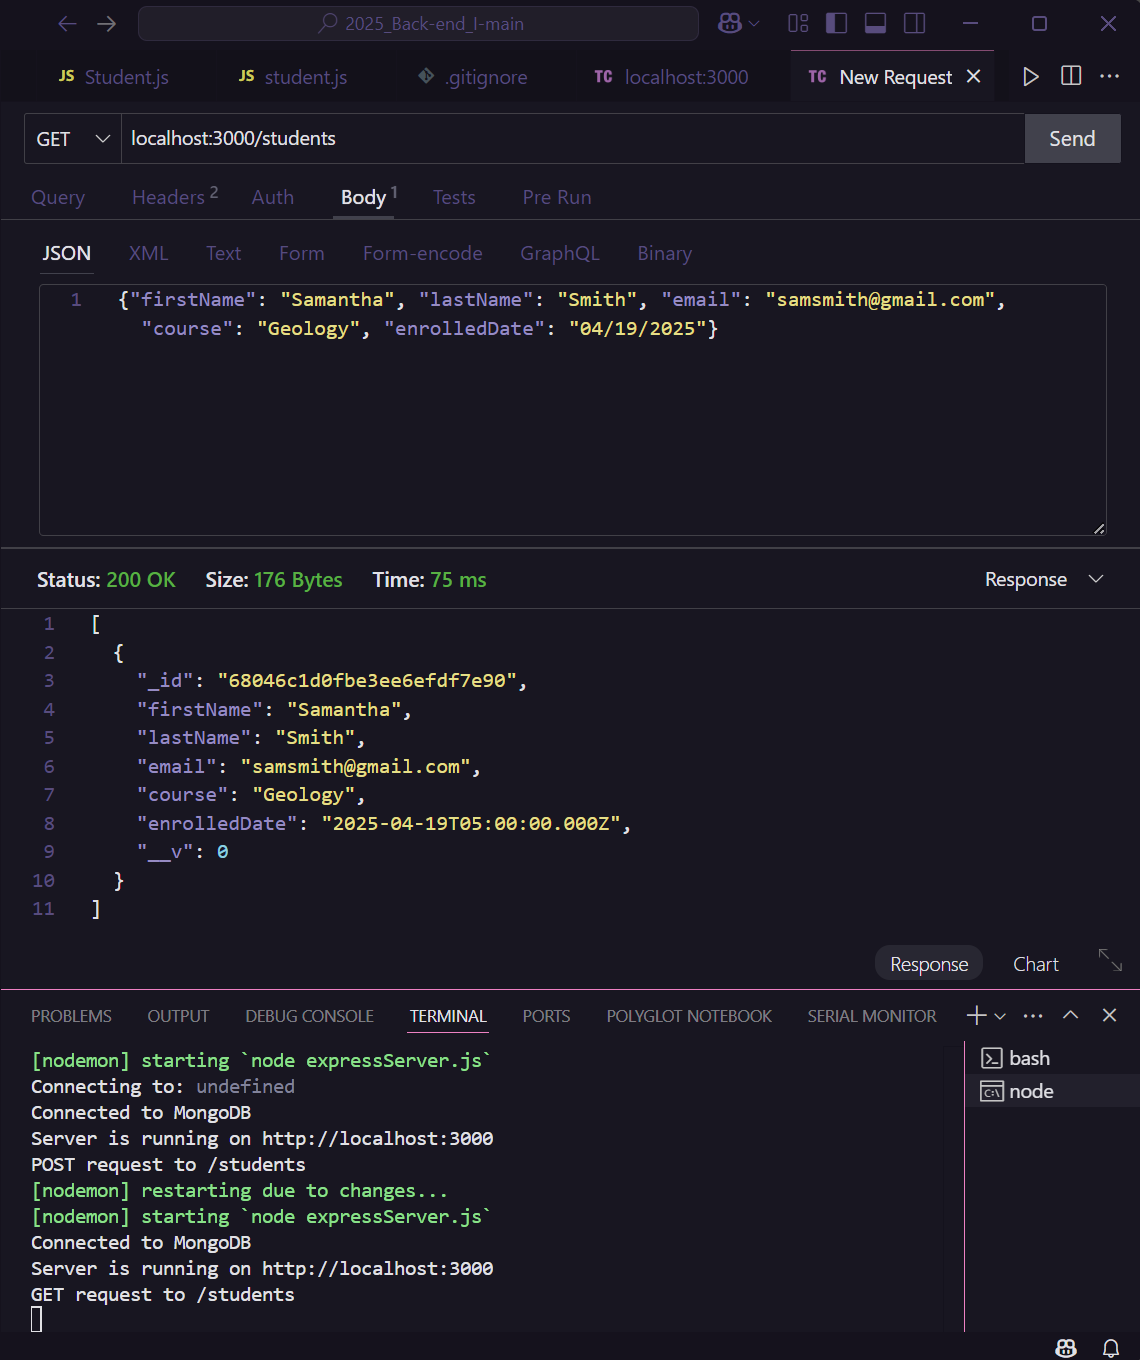 2025_Back-end_I-main
JS Student.js JS student.js .gitignore TC localhost:3000 TC New Request
GET localhost:3000/students Send
Query Headers 2 Auth Body 1 Tests Pre Run
JSON XML Text Form Form-encode GraphQL Binary
1 {"firstName": "Samantha", "lastName": "Smith", "email": "samsmith@gmail.com",
"course": "Geology", "enrolledDate": "04/19/2025"}
Status: 200 OK Size: 176 Bytes Time: 75 ms Response
1 [
2 {
3 "_id": "68046c1d0fbe3ee6efdf7e90",
4 "firstName": "Samantha",
5 "lastName": "Smith",
6 "email": "samsmith@gmail.com",
7 "course": "Geology",
8 "enrolledDate": "2025-04-19T05:00:00.000Z",
9 "__v": 0
10 }
11 ]
Response Chart
PROBLEMS OUTPUT DEBUG CONSOLE TERMINAL PORTS POLYGLOT NOTEBOOK SERIAL MONITOR
[nodemon] starting `node expressServer.js`
Connecting to: undefined
Connected to MongoDB
Server is running on http://localhost:3000
POST request to /students
[nodemon] restarting due to changes...
[nodemon] starting `node expressServer.js`
Connected to MongoDB
Server is running on http://localhost:3000
GET request to /students
bash
node